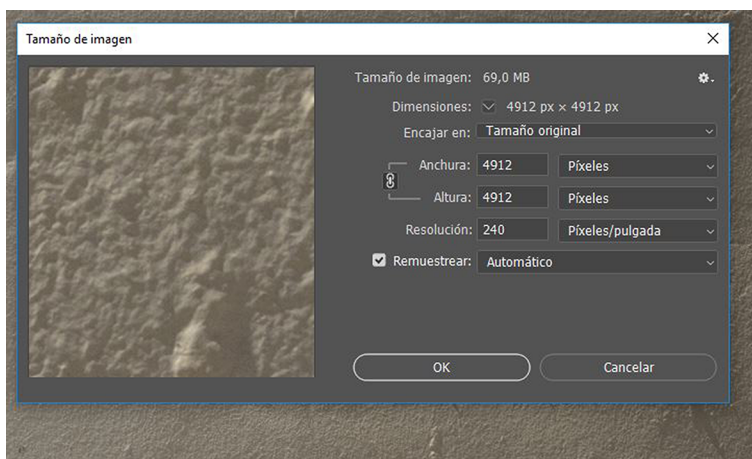 Tamaño de imagen
Tamaño de imagen: 69,0 MB
Dimensiones: 4912 px × 4912 px
Encajar en: Tamaño original
Anchura: 4912 Píxeles
Altura: 4912 Píxeles
Resolución: 240 Píxeles/pulgada
Remuestrear: Automático
OK Cancelar